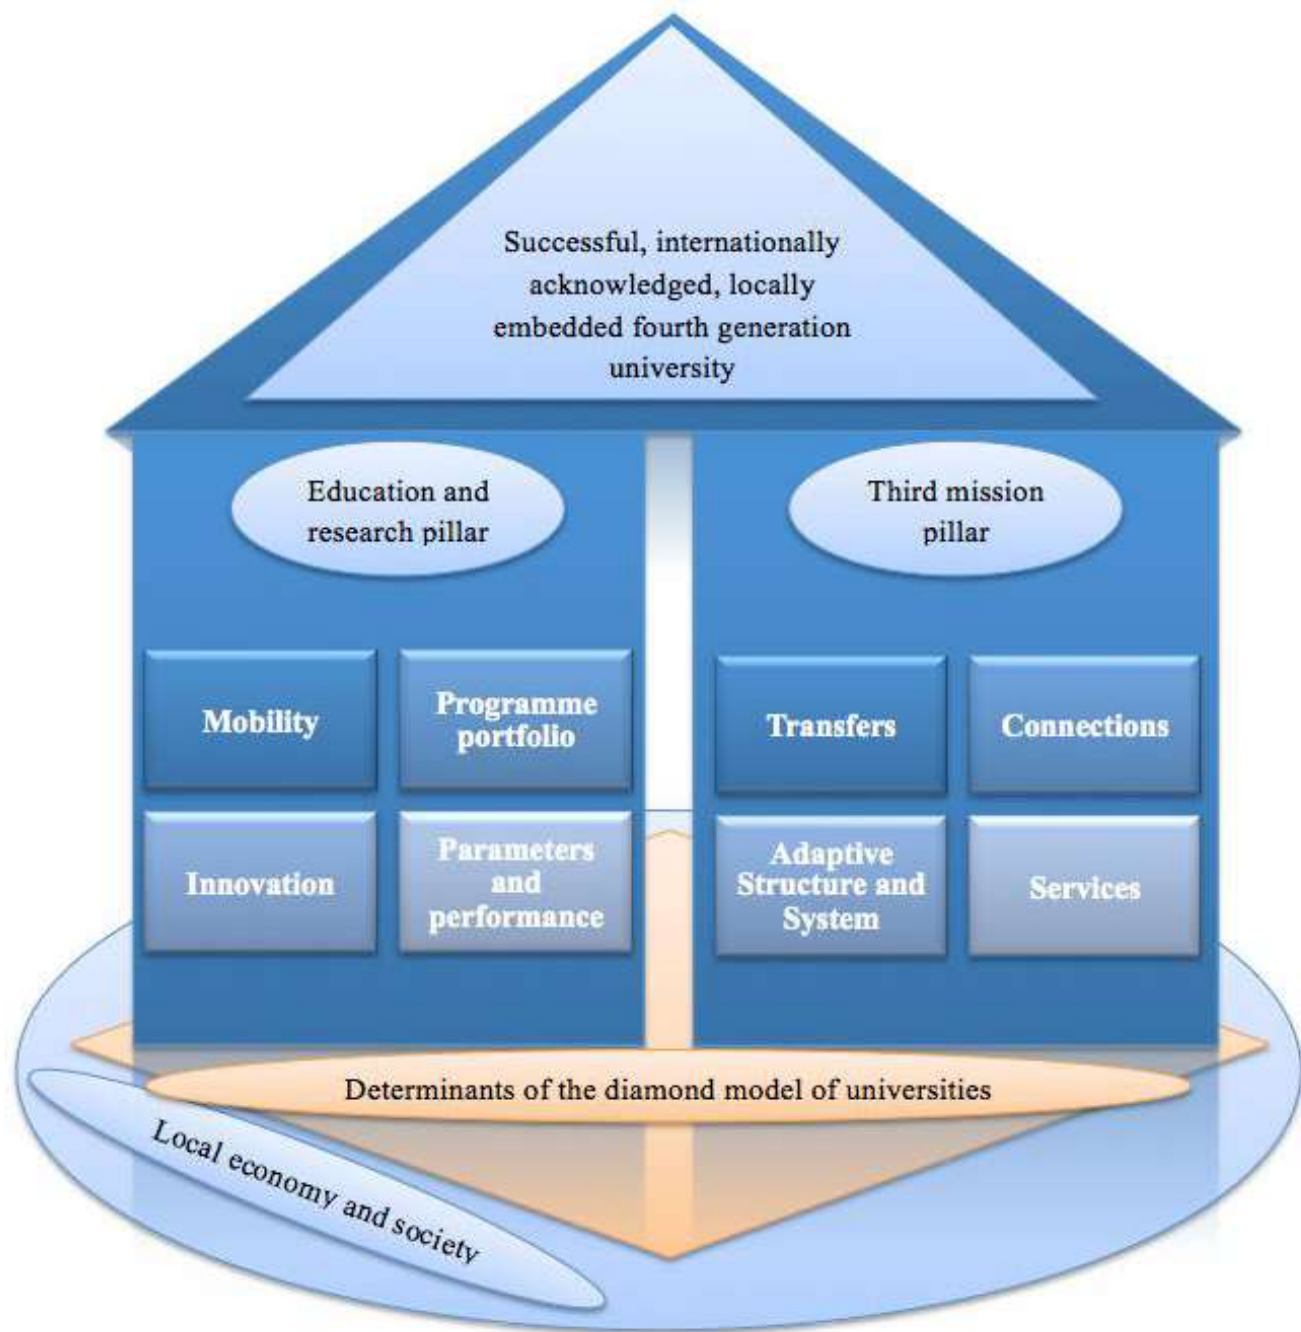 Successful, internationally
acknowledged, locally
embedded fourth generation
university
Education and
research pillar
Third mission
pillar
Mobility
Programme
portfolio
Transfers
Connections
Innovation
Parameters
and
performance
Adaptive
Structure and
System
Services
Determinants of the diamond model of universities
Local economy and society